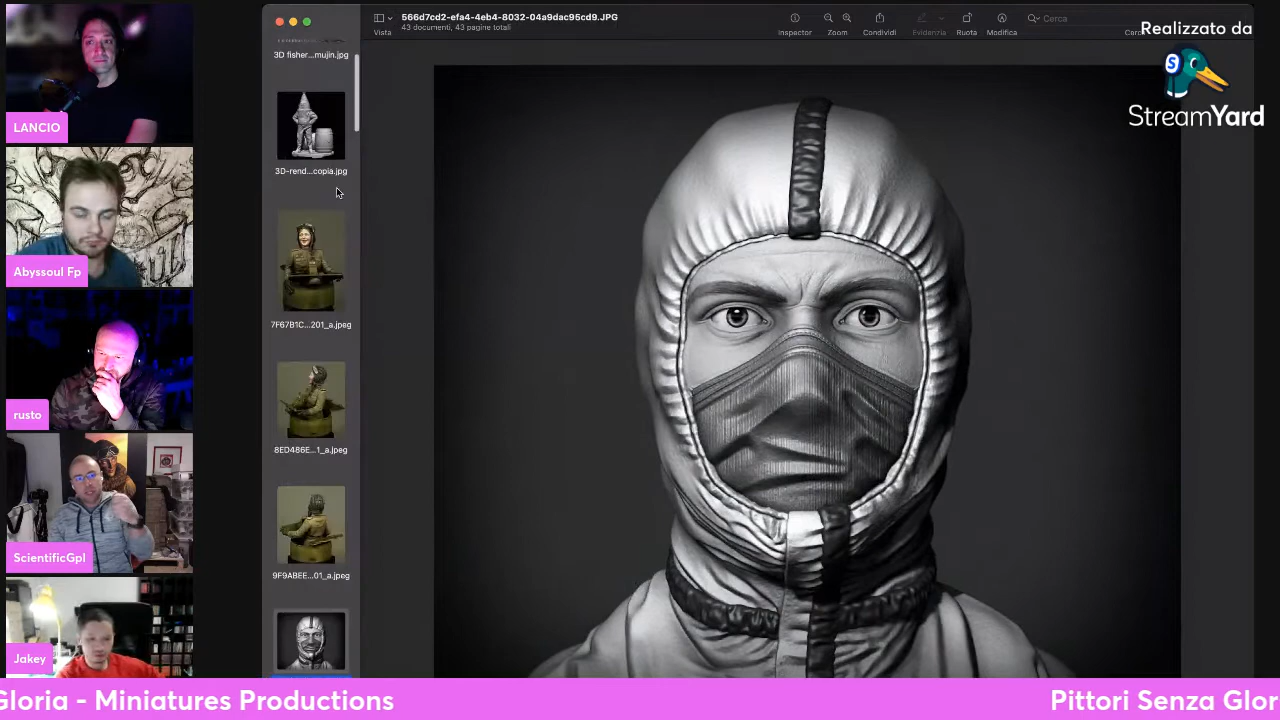 LANCIO
Abyssoul Fp
rusto
ScientificGpl
Jakey
3D fisher...mujin.jpg
3D-rend...copia.jpg
7F67B1C...201_a.jpeg
8ED486E...1_a.jpeg
9F9ABEE...01_a.jpeg
566d7cd2-efa4-4eb4-8032-04a9dac95cd9.JPG
43 documenti, 43 pagine totali
Vista
Inspector
Zoom
Condividi
Evidenzia
Ruota
Modifica
Cerca
Realizzato da
S
StreamYard
Gloria - Miniatures Productions
Pittori Senza Glor